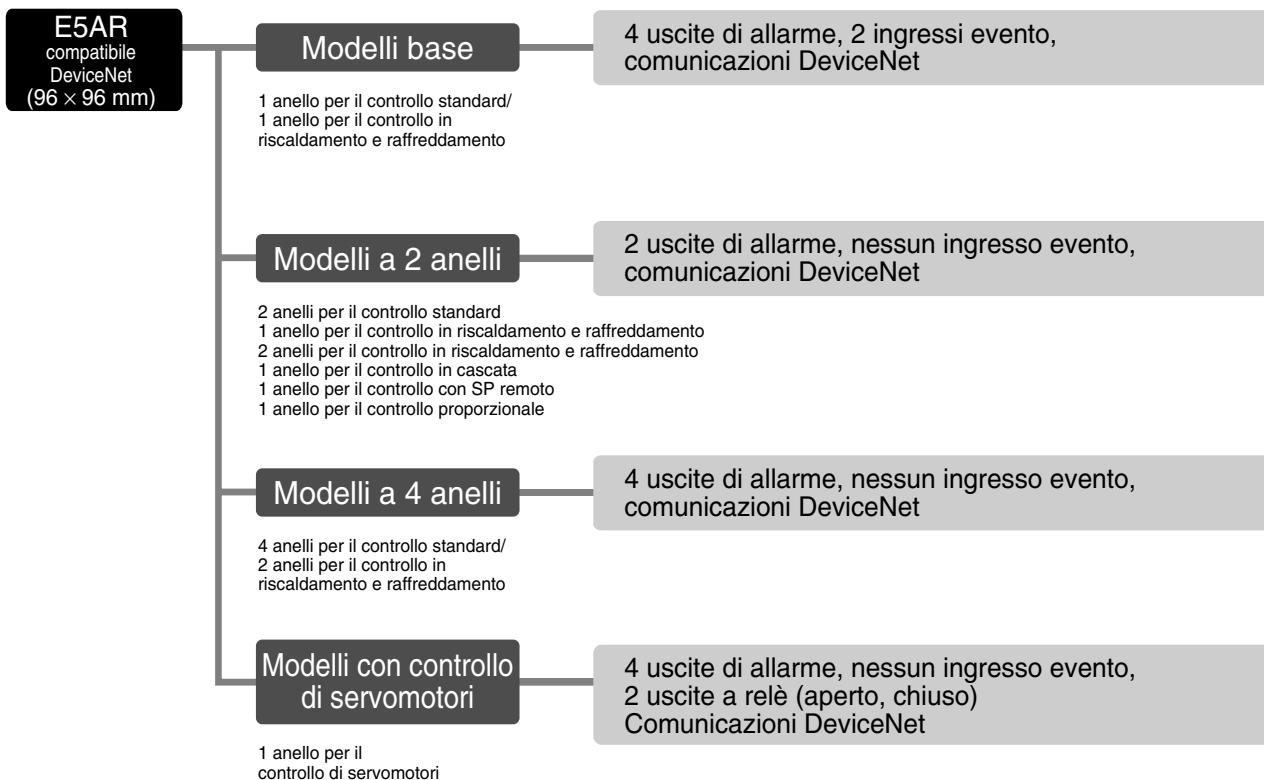 E5AR
compatibile
DeviceNet
(96 × 96 mm)
Modelli base
4 uscite di allarme, 2 ingressi evento,
comunicazioni DeviceNet
1 anello per il controllo standard/
1 anello per il controllo in
riscaldamento e raffreddamento
Modelli a 2 anelli
2 uscite di allarme, nessun ingresso evento,
comunicazioni DeviceNet
2 anelli per il controllo standard
1 anello per il controllo in riscaldamento e raffreddamento
2 anelli per il controllo in riscaldamento e raffreddamento
1 anello per il controllo in cascata
1 anello per il controllo con SP remoto
1 anello per il controllo proporzionale
Modelli a 4 anelli
4 uscite di allarme, nessun ingresso evento,
comunicazioni DeviceNet
4 anelli per il controllo standard/
2 anelli per il controllo in
riscaldamento e raffreddamento
Modelli con controllo
di servomotori
4 uscite di allarme, nessun ingresso evento,
2 uscite a relè (aperto, chiuso)
Comunicazioni DeviceNet
1 anello per il
controllo di servomotori